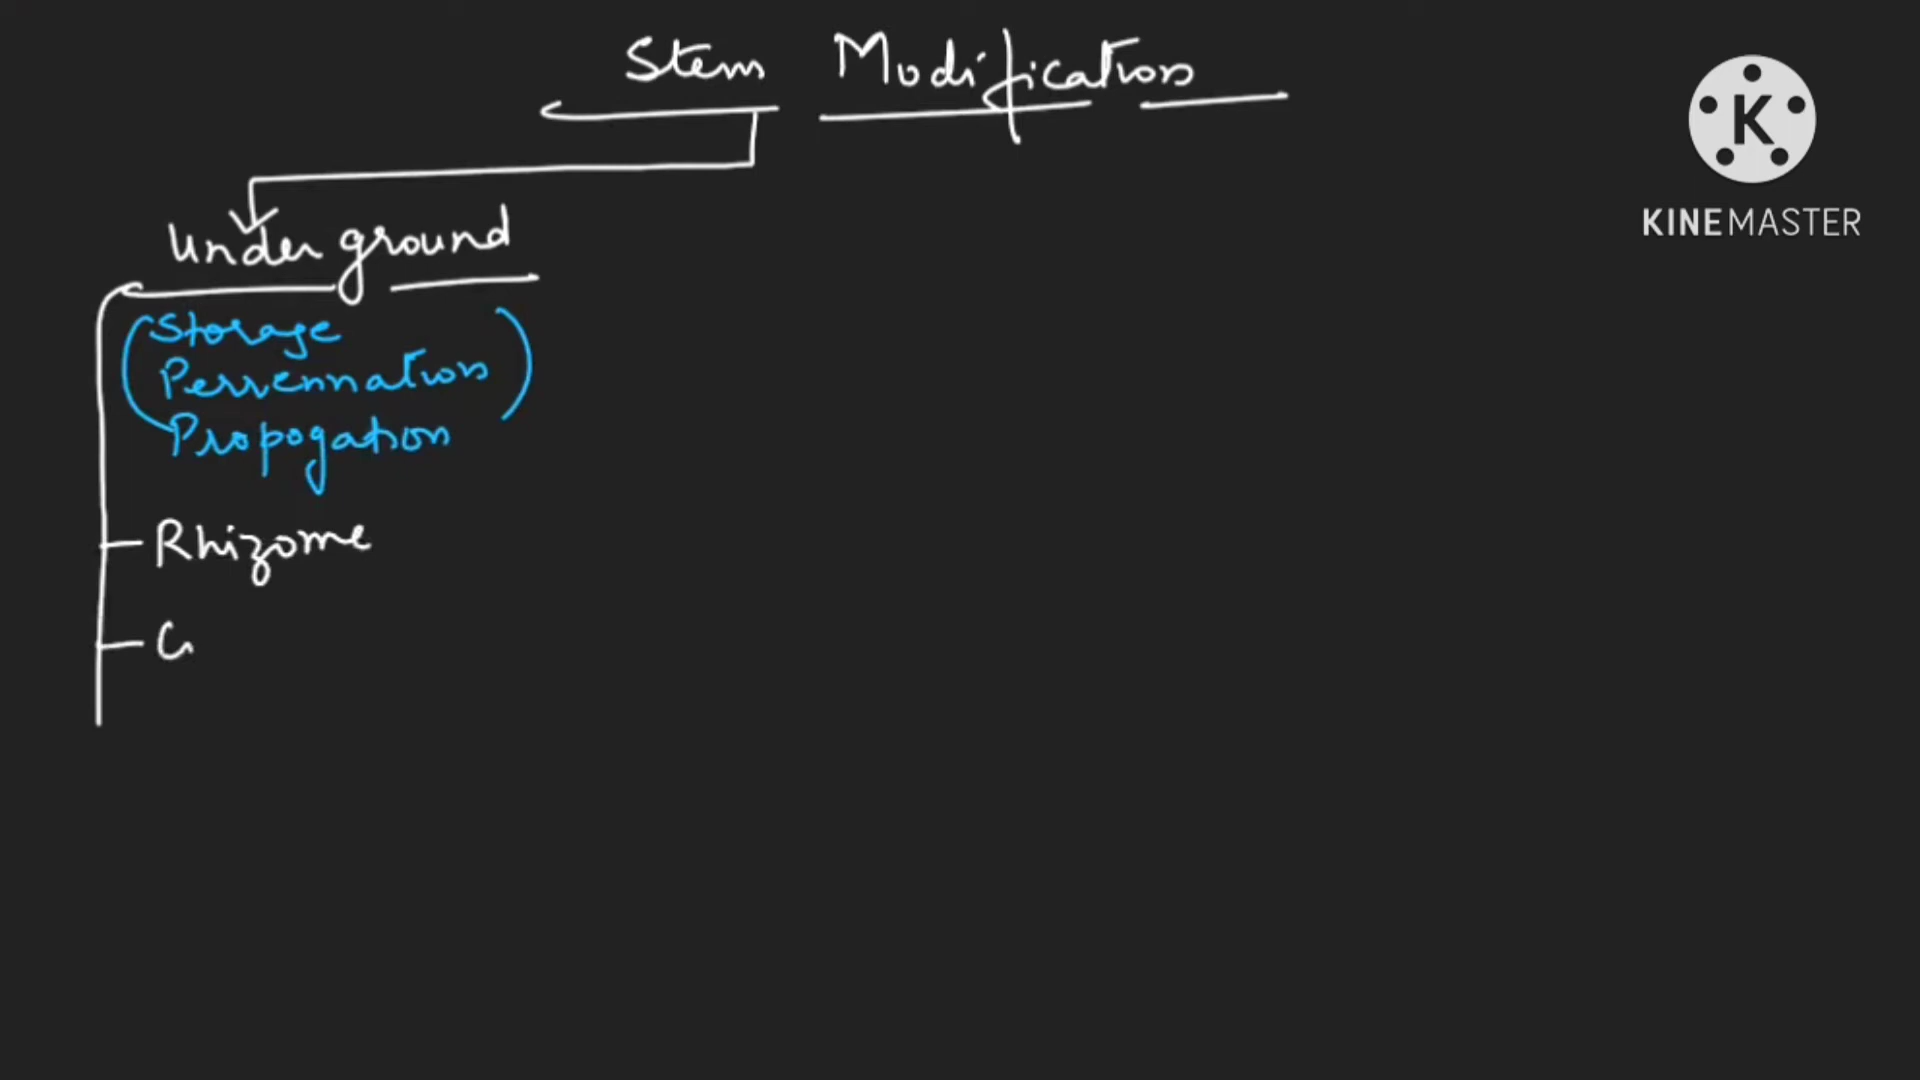 Stem Modification
K
KINEMASTER
Underground
(Storage
Perrennation)
Propogation
Rhizome
C